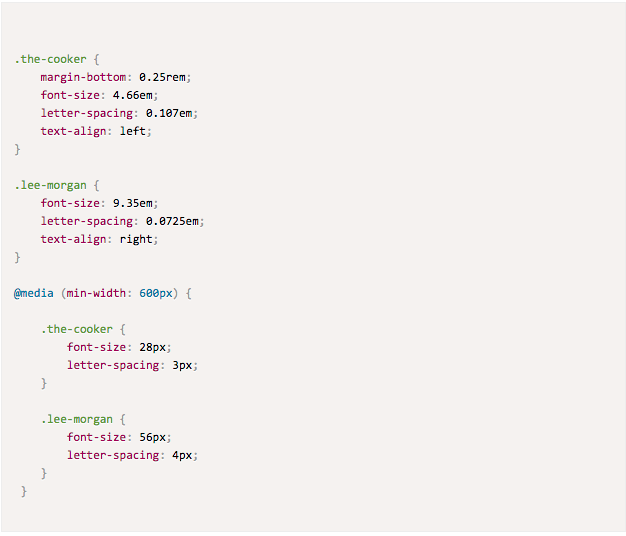 .the-cooker {
    margin-bottom: 0.25rem;
    font-size: 4.66em;
    letter-spacing: 0.107em;
    text-align: left;
}
.lee-morgan {
    font-size: 9.35em;
    letter-spacing: 0.0725em;
    text-align: right;
}
@media (min-width: 600px) {
    .the-cooker {
        font-size: 28px;
        letter-spacing: 3px;
    }
    .lee-morgan {
        font-size: 56px;
        letter-spacing: 4px;
    }
 }